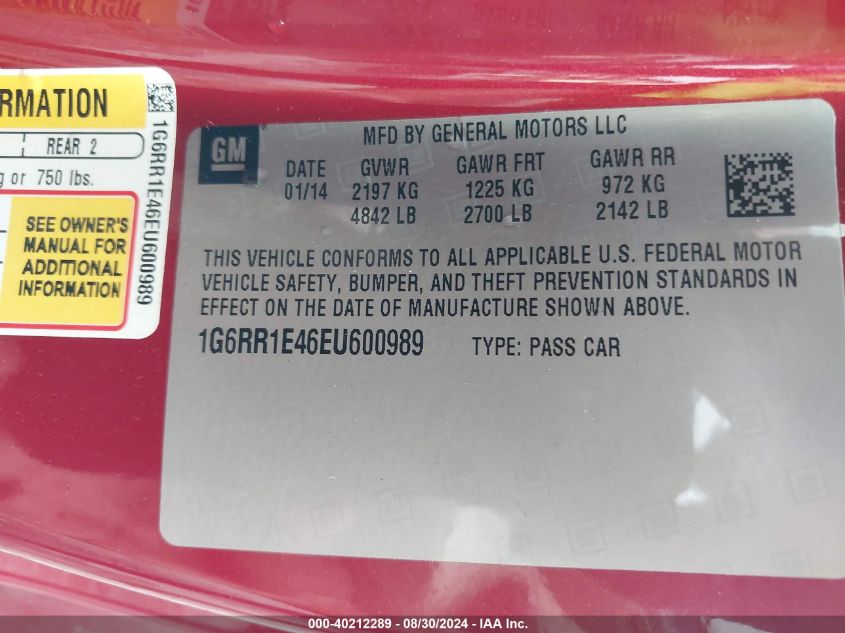 RMATION
REAR 2
g or 750 lbs.
SEE OWNER'S
MANUAL FOR
ADDITIONAL
INFORMATION
1G6RR1E46EU600989
GM
MFD BY GENERAL MOTORS LLC
DATE GVWR GAWR FRT GAWR RR
01/14 2197 KG 1225 KG 972 KG
4842 LB 2700 LB 2142 LB
THIS VEHICLE CONFORMS TO ALL APPLICABLE U.S. FEDERAL MOTOR
VEHICLE SAFETY, BUMPER, AND THEFT PREVENTION STANDARDS IN
EFFECT ON THE DATE OF MANUFACTURE SHOWN ABOVE.
1G6RR1E46EU600989 TYPE: PASS CAR
000-40212289 - 08/30/2024 - IAA Inc.